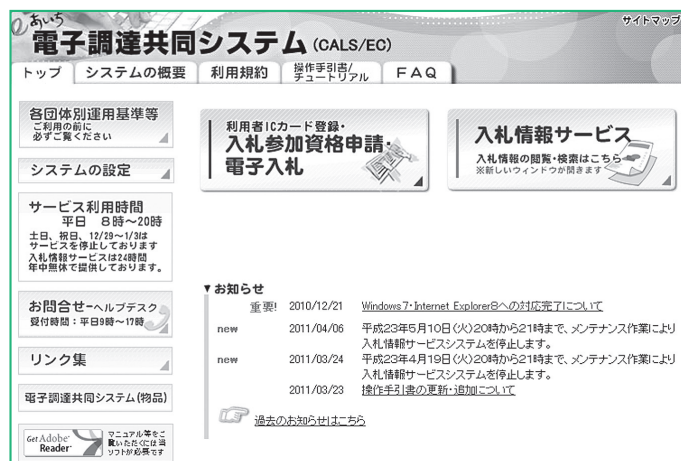 サイトマップ
あいち
電子調達共同システム (CALS/EC)
トップ システムの概要 利用規約 操作手引書/チュートリアル FAQ
各団体別運用基準等
ご利用の前に
必ずご覧ください
システムの設定
サービス利用時間
平日 8時～20時
土日、祝日、12/29～1/3は
サービスを停止しております
入札情報サービスは24時間
年中無休で提供しております。
お問合せ-ヘルプデスク
受付時間:平日9時～17時
リンク集
電子調達共同システム(物品)
Get Adobe Reader
マニュアル等をご
覧いただくには当
ソフトが必要です
利用者ICカード登録・
入札参加資格申請・
電子入札
入札情報サービス
入札情報の閲覧・検索はこちら
※新しいウィンドウが開きます
▼お知らせ
重要! 2010/12/21 Windows7・Internet Explorer8への対応完了について
new 2011/04/06 平成23年5月10日(火)20時から21時まで、メンテナンス作業により
入札情報サービスシステムを停止します。
new 2011/03/24 平成23年4月19日(火)20時から21時まで、メンテナンス作業により
入札情報サービスシステムを停止します。
2011/03/23 操作手引書の更新・追加について
過去のお知らせはこちら